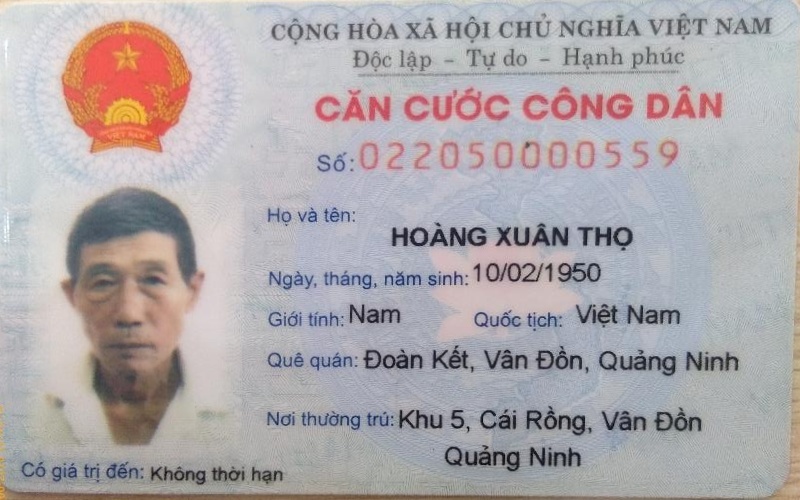 CỘNG HÒA XÃ HỘI CHỦ NGHĨA VIỆT NAM
Độc lập - Tự do - Hạnh phúc
CĂN CƯỚC CÔNG DÂN
Số: 022050000559
Họ và tên:
HOÀNG XUÂN THỌ
Ngày, tháng, năm sinh: 10/02/1950
Giới tính: Nam Quốc tịch: Việt Nam
Quê quán: Đoàn Kết, Vân Đồn, Quảng Ninh
Nơi thường trú: Khu 5, Cái Rồng, Vân Đồn
Quảng Ninh
Có giá trị đến: Không thời hạn
VIỆT NAM